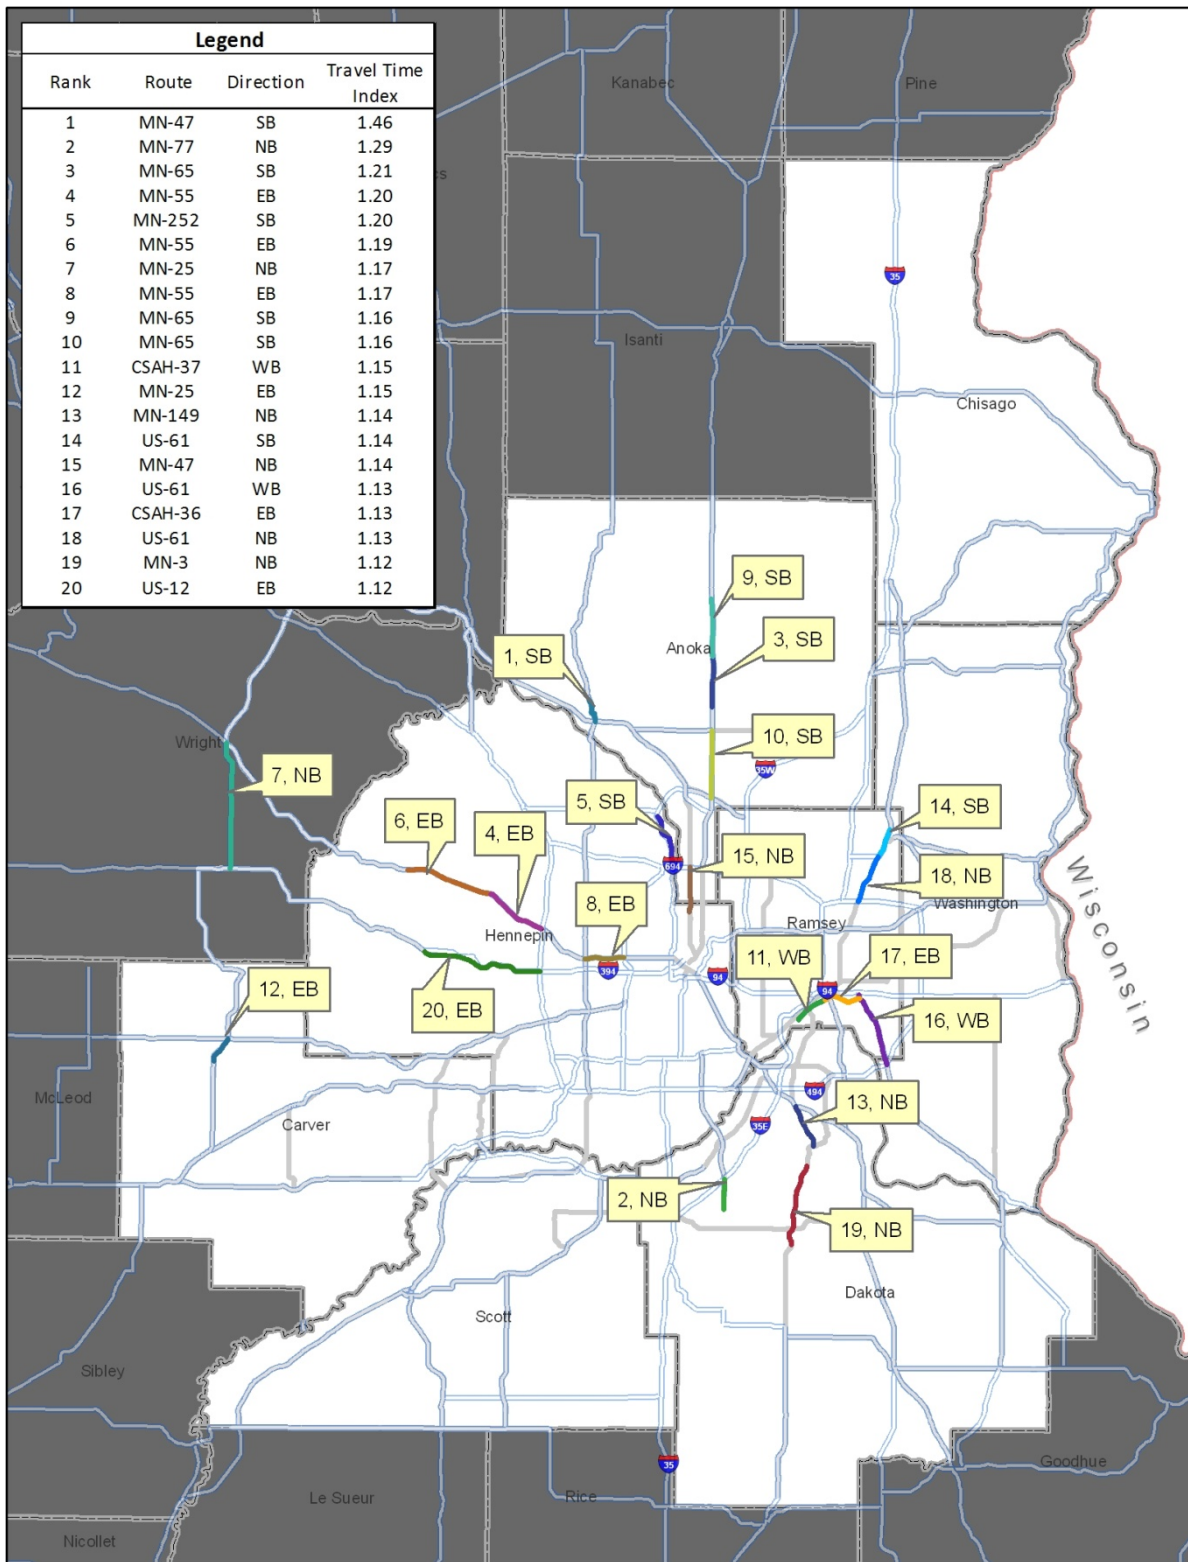 Legend
Rank Route Direction Travel Time Index
1 MN-47 SB 1.46
2 MN-77 NB 1.29
3 MN-65 SB 1.21
4 MN-55 EB 1.20
5 MN-252 SB 1.20
6 MN-55 EB 1.19
7 MN-25 NB 1.17
8 MN-55 EB 1.17
9 MN-65 SB 1.16
10 MN-65 SB 1.16
11 CSAH-37 WB 1.15
12 MN-25 EB 1.15
13 MN-149 NB 1.14
14 US-61 SB 1.14
15 MN-47 NB 1.14
16 US-61 WB 1.13
17 CSAH-36 EB 1.13
18 US-61 NB 1.13
19 MN-3 NB 1.12
20 US-12 EB 1.12
Kanabec
Pine
35
Isanti
Chisago
9, SB
Anoka
3, SB
1, SB
Wright
7, NB
10, SB
35W
5, SB
14, SB
6, EB
4, EB
694
15, NB
18, NB
Wisconsin
8, EB
Washington
Ramsey
Hennepin
394
94
11, WB
17, EB
94
12, EB
20, EB
16, WB
McLeod
494
13, NB
Carver
35E
2, NB
19, NB
Dakota
Scott
Sibley
35
Goodhue
Le Sueur
Rice
Nicollet